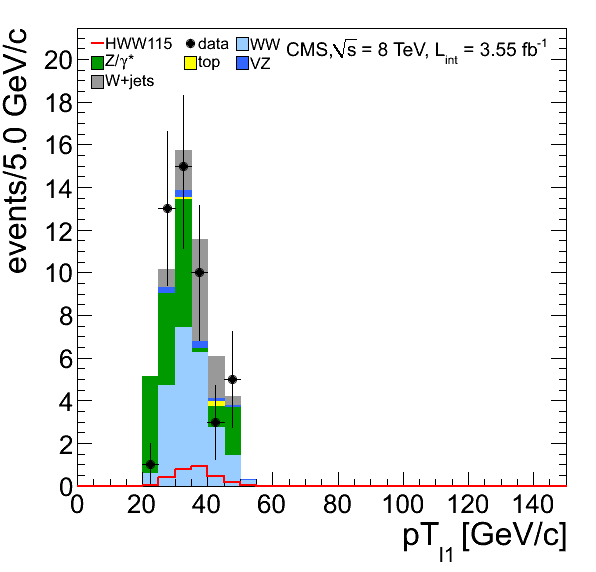 HWW115 data WW CMS,√s = 8 TeV, L_int = 3.55 fb⁻¹
Z/γ* top VZ
W+jets
events/5.0 GeV/c
20
18
16
14
12
10
8
6
4
2
0
0 20 40 60 80 100 120 140
pT_l1 [GeV/c]